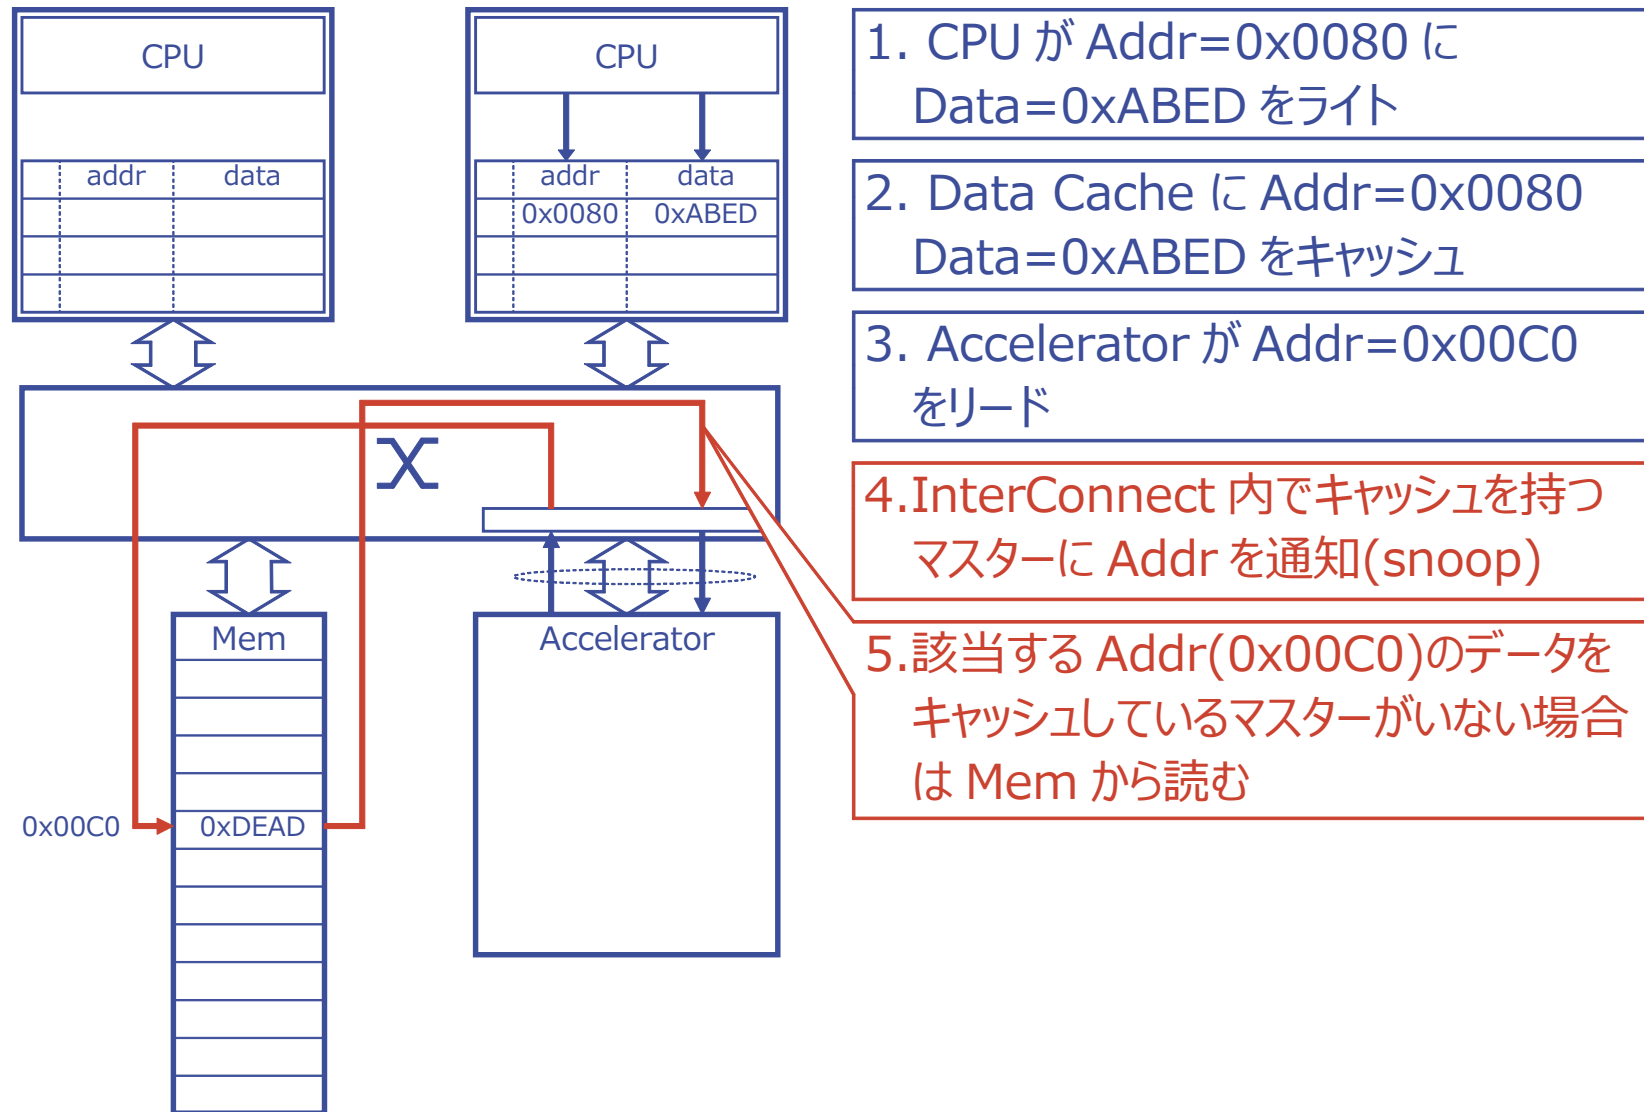 CPU
CPU
addr data
addr data
0x0080 0xABED
Mem
Accelerator
0x00C0 0xDEAD
1. CPU が Addr=0x0080 に
Data=0xABED をライト
2. Data Cache に Addr=0x0080
Data=0xABED をキャッシュ
3. Accelerator が Addr=0x00C0
をリード
4.InterConnect 内でキャッシュを持つ
マスターに Addr を通知(snoop)
5.該当する Addr(0x00C0)のデータを
キャッシュしているマスターがいない場合
は Mem から読む